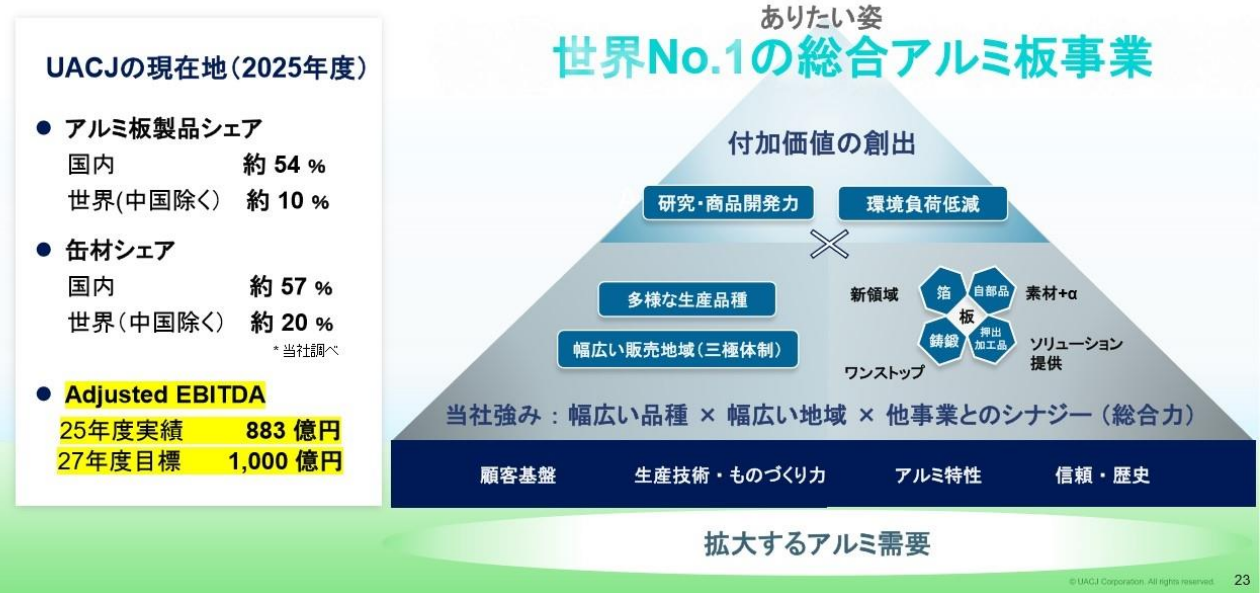 UACJの現在地（2025年度）
● アルミ板製品シェア
国内 約 54 %
世界(中国除く） 約 10 %
● 缶材シェア
国内 約 57 %
世界（中国除く） 約 20 %
* 当社調べ
● Adjusted EBITDA
25年度実績 883 億円
27年度目標 1,000 億円
ありたい姿
世界No.1の総合アルミ板事業
付加価値の創出
研究・商品開発力
環境負荷低減
多様な生産品種
幅広い販売地域（三極体制）
新領域
箔
自部品
素材+α
板
鋳鍛
押出
加工品
ソリューション
提供
ワンストップ
当社強み : 幅広い品種 × 幅広い地域 × 他事業とのシナジー（総合力）
顧客基盤
生産技術・ものづくり力
アルミ特性
信頼・歴史
拡大するアルミ需要
© UACJ Corporation. All rights reserved. 23